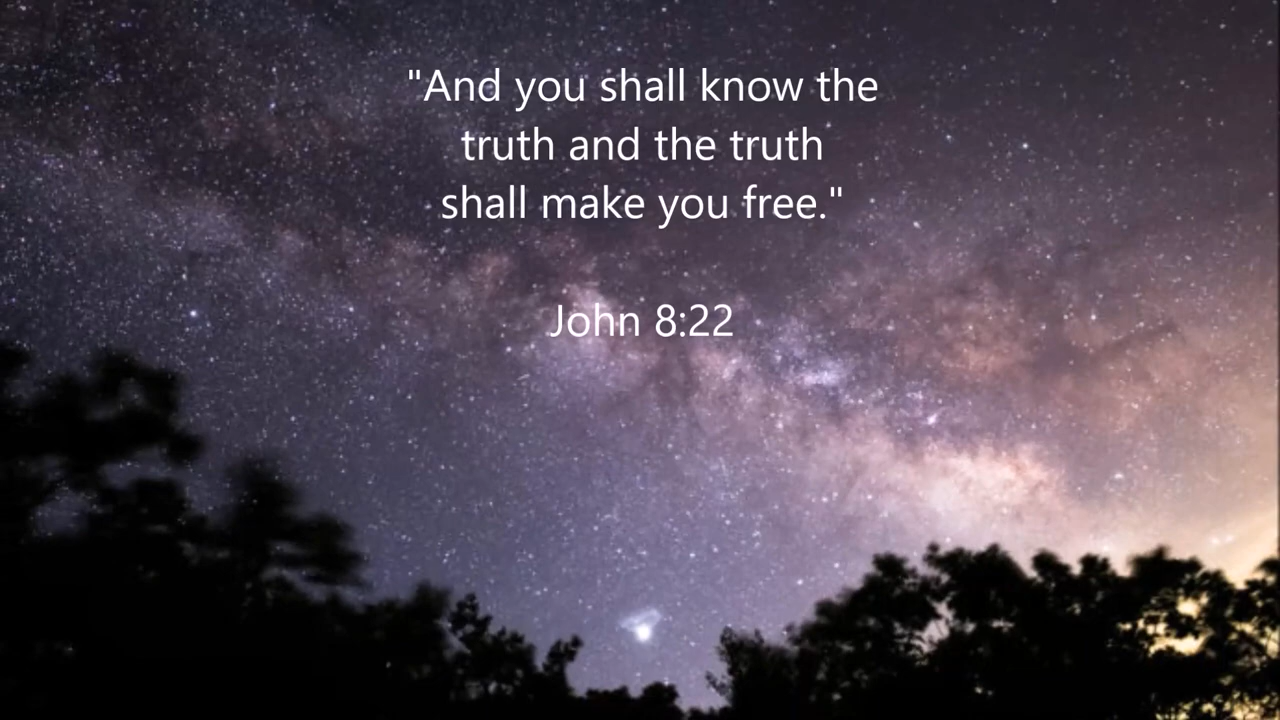 "And you shall know the
truth and the truth
shall make you free."
John 8:22